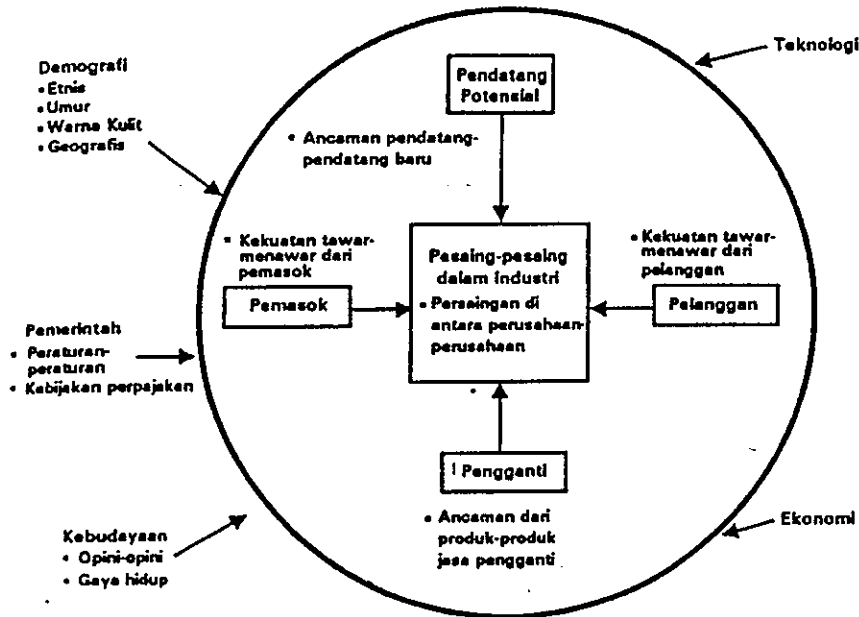 Teknologi
Demografi
• Etnis
• Umur
• Warna Kulit
• Geografis
Pendatang
Potensial
• Ancaman pendatang-
pendatang baru
• Kekuatan tawar-
menawar dari
pemasok
Pemasok
Pesaing-pesaing
dalam industri
• Persaingan di
antara perusahaan-
perusahaan
• Kekuatan tawar-
menawar dari
pelanggan
Pelanggan
Pemerintah
• Peraturan-
peraturan
• Kebijakan perpajakan
Pengganti
• Ancaman dari
produk-produk
jasa pengganti
Kebudayaan
• Opini-opini
• Gaya hidup
Ekonomi